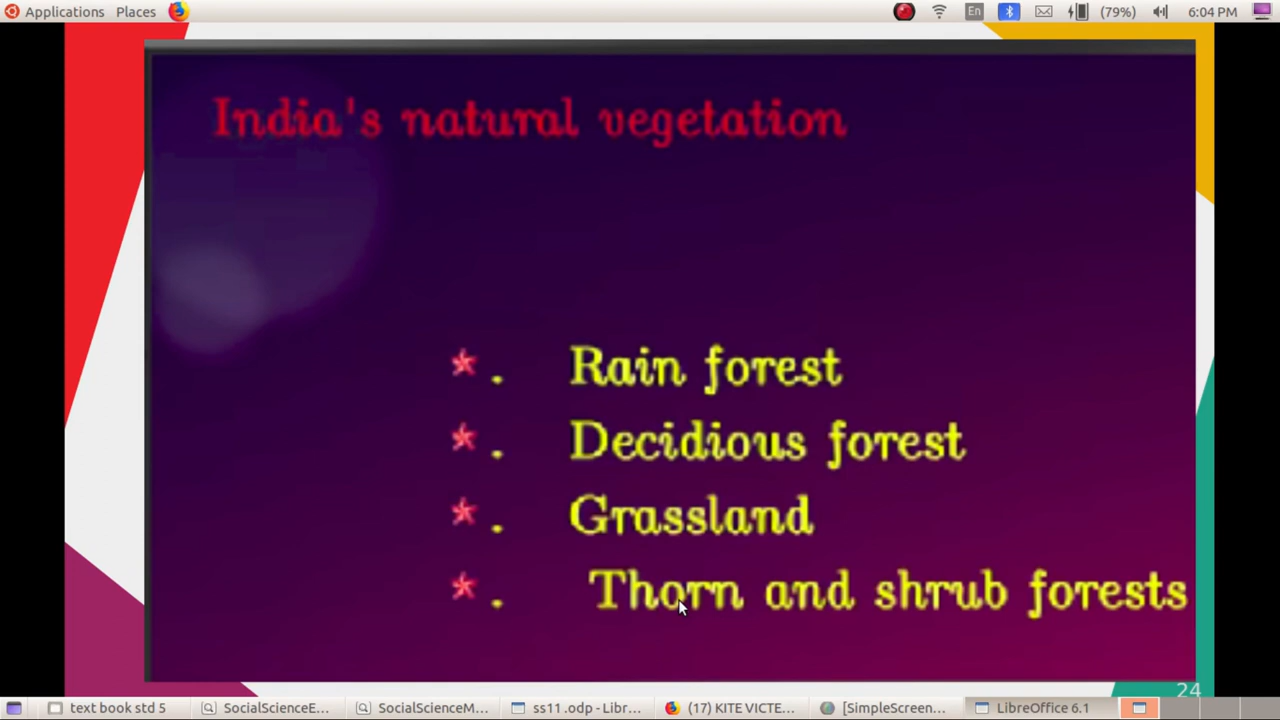 Applications Places En (79%) 6:04 PM
India's natural vegetation
* . Rain forest
* . Decidious forest
* . Grassland
* . Thorn and shrub forests
24
text book std 5 SocialScienceE... SocialScienceM... ss11.odp - Libr... (17) KITE VICTE... [SimpleScreen... LibreOffice 6.1